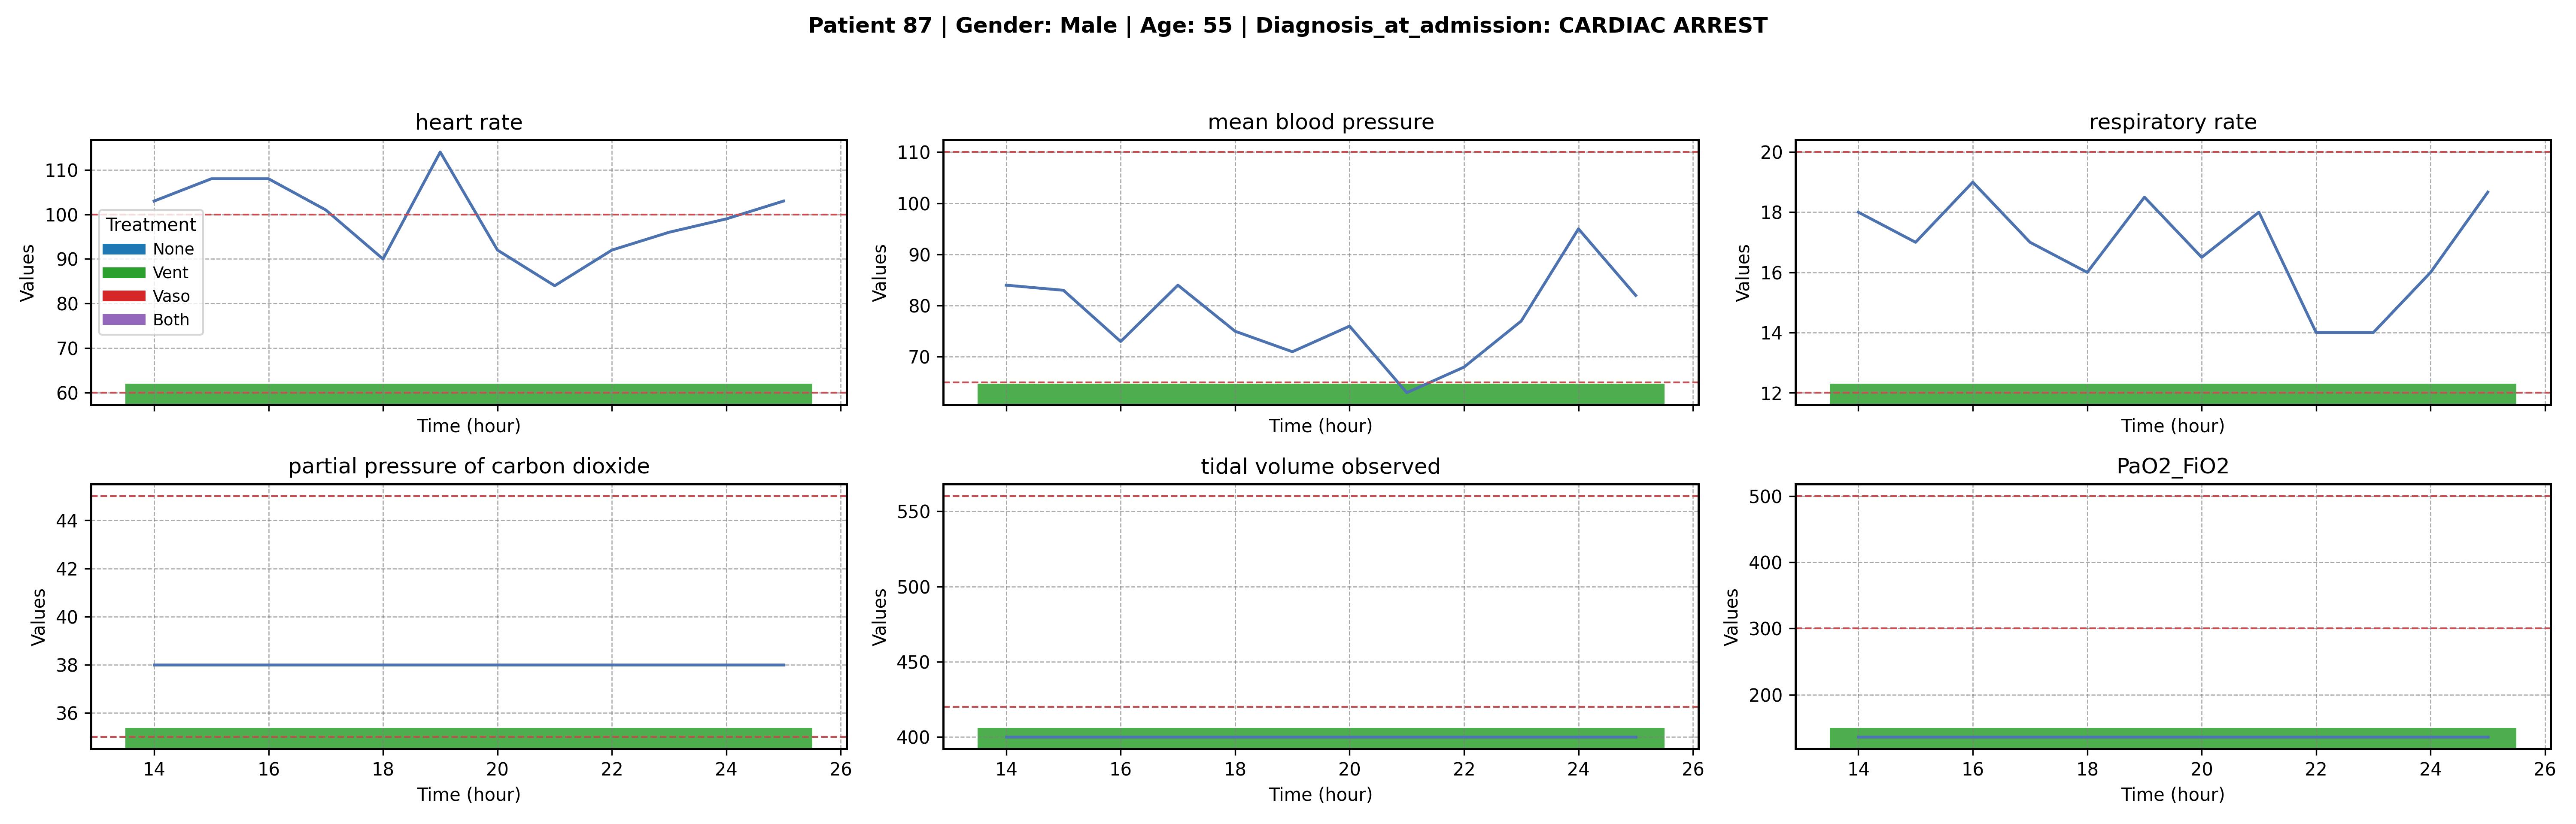 Patient 87 | Gender: Male | Age: 55 | Diagnosis_at_admission: CARDIAC ARREST
heart rate
Values
110
100
90
80
70
60
Treatment
None
Vent
Vaso
Both
Time (hour)
mean blood pressure
Values
110
100
90
80
70
Time (hour)
respiratory rate
Values
20
18
16
14
12
Time (hour)
partial pressure of carbon dioxide
Values
44
42
40
38
36
14 16 18 20 22 24 26
Time (hour)
tidal volume observed
Values
550
500
450
400
14 16 18 20 22 24 26
Time (hour)
PaO2_FiO2
Values
500
400
300
200
14 16 18 20 22 24 26
Time (hour)